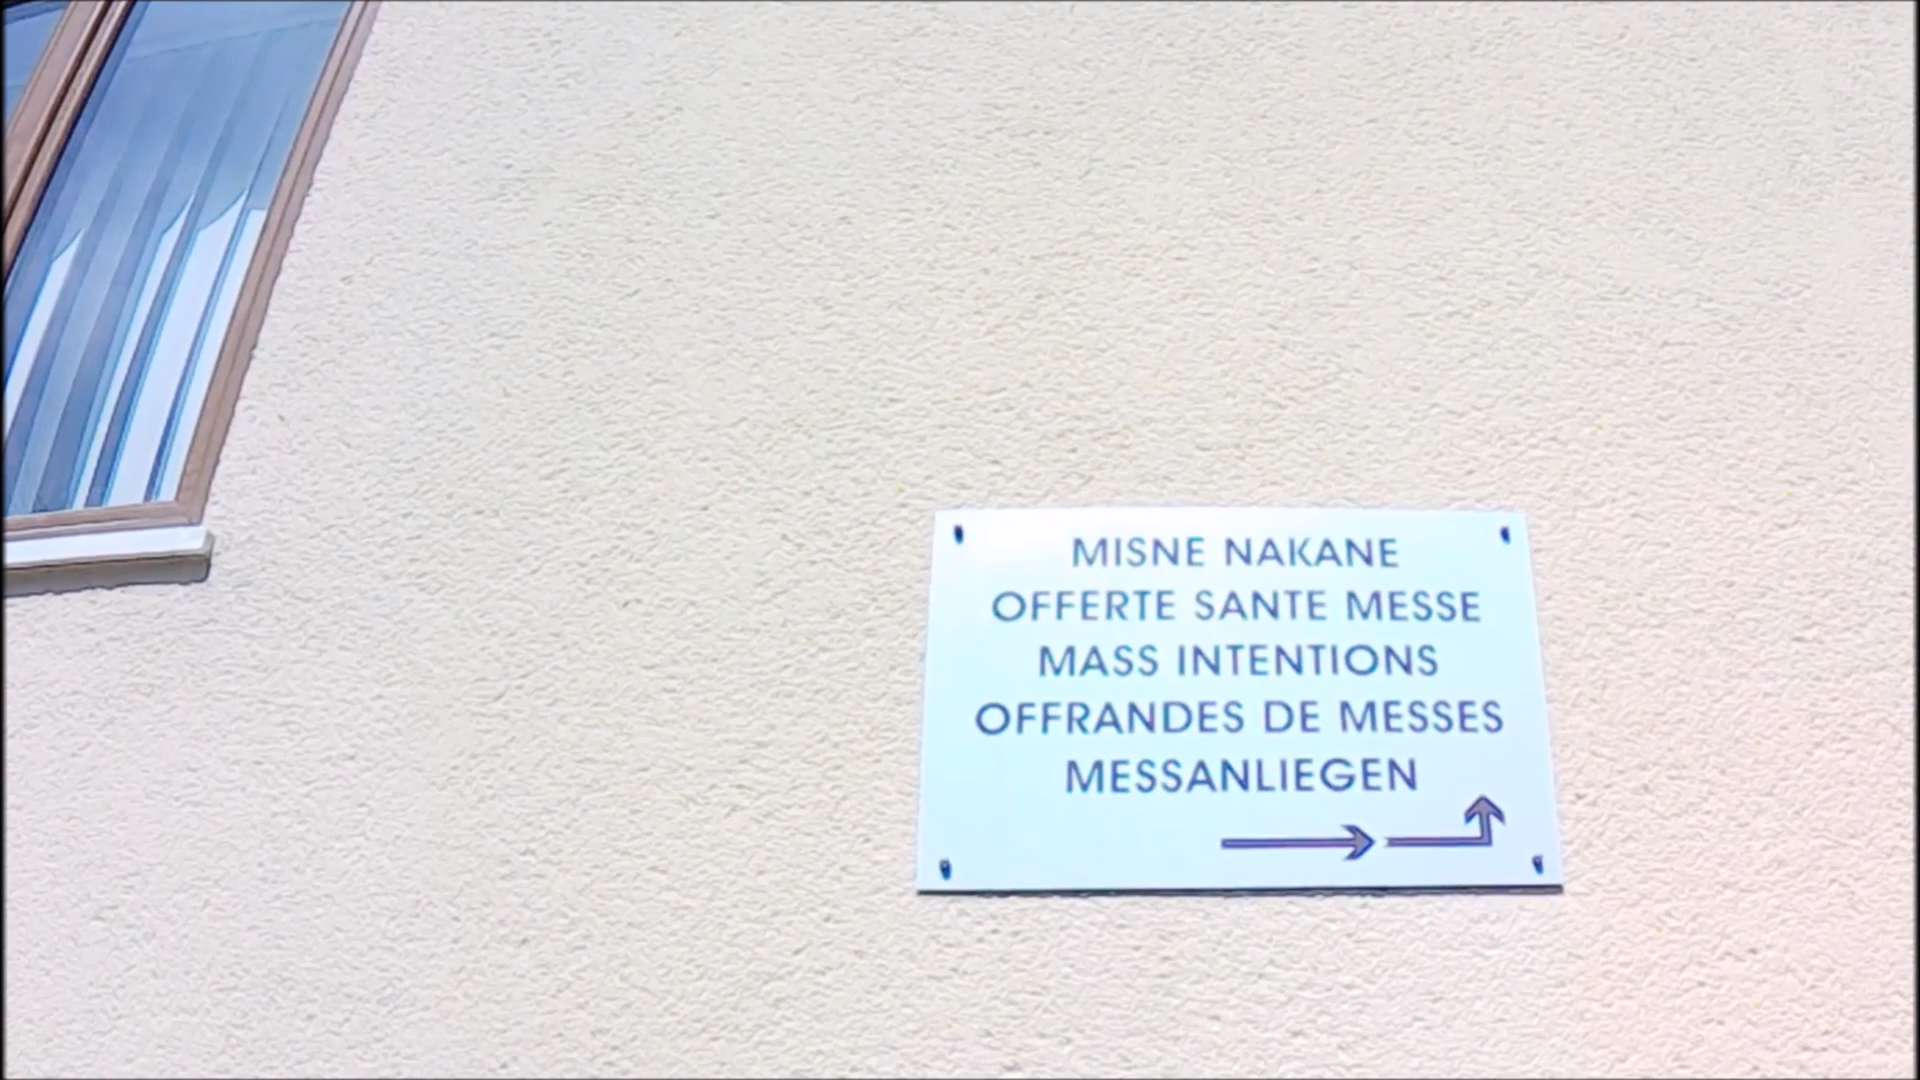 MISNE NAKANE
OFFERTE SANTE MESSE
MASS INTENTIONS
OFFRANDES DE MESSES
MESSANLIEGEN